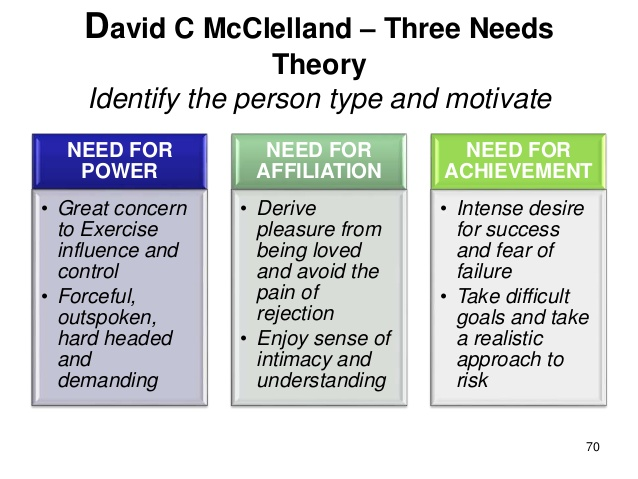 David C McClelland – Three Needs
Theory
Identify the person type and motivate
NEED FOR
POWER
• Great concern
to Exercise
influence and
control
• Forceful,
outspoken,
hard headed
and
demanding
NEED FOR
AFFILIATION
• Derive
pleasure from
being loved
and avoid the
pain of
rejection
• Enjoy sense of
intimacy and
understanding
NEED FOR
ACHIEVEMENT
• Intense desire
for success
and fear of
failure
• Take difficult
goals and take
a realistic
approach to
risk
70